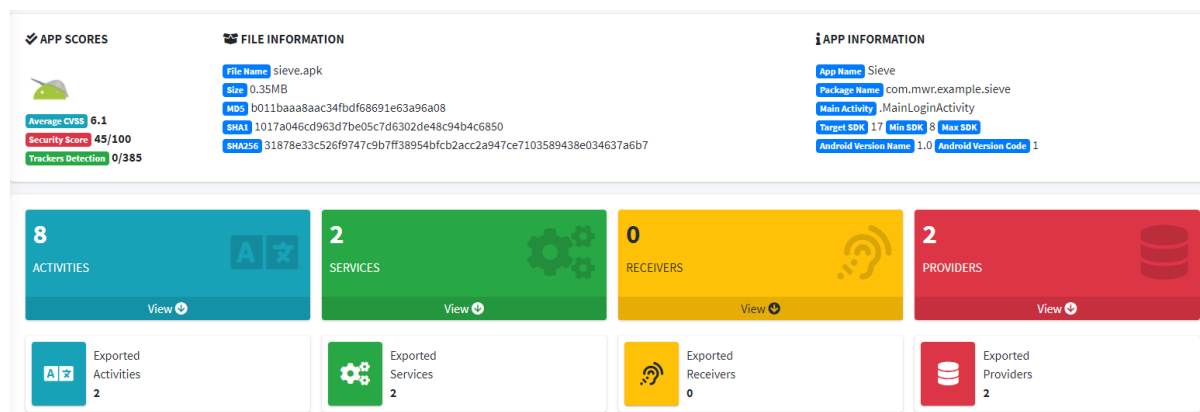 APP SCORES
Average CVSS 6.1
Security Score 45/100
Trackers Detection 0/385
FILE INFORMATION
File Name sieve.apk
Size 0.35MB
MD5 b011baaa8aac34fbdf68691e63a96a08
SHA1 1017a046cd963d7be05c7d6302de48c94b4c6850
SHA256 31878e33c526f9747c9b7ff38954bfcb2acc2a947ce7103589438e034637a6b7
APP INFORMATION
App Name Sieve
Package Name com.mwr.example.sieve
Main Activity .MainLoginActivity
Target SDK 17 Min SDK 8 Max SDK
Android Version Name 1.0 Android Version Code 1
8
ACTIVITIES
View
2
SERVICES
View
0
RECEIVERS
View
2
PROVIDERS
View
Exported
Activities
2
Exported
Services
2
Exported
Receivers
0
Exported
Providers
2